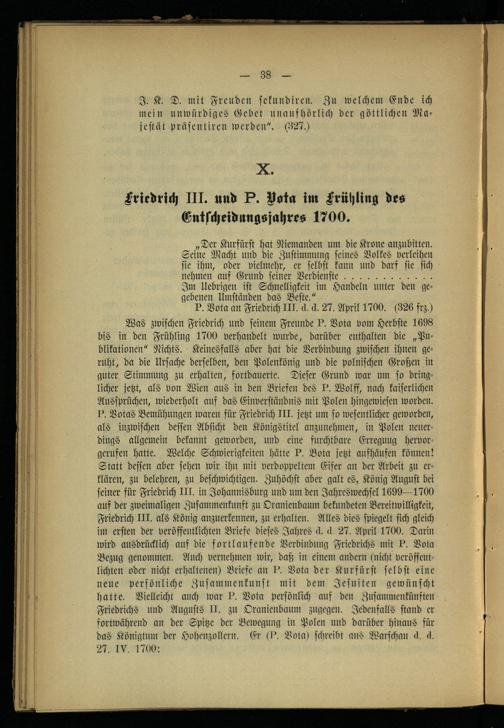 — 38 —
J. K. D. mit Freuden sekundiren. Zu welchem Ende ich
mein unwürdiges Gebet unaufhörlich der göttlichen Ma-
jestät präsentiren werden“. (327.)
X.
Friedrich III. und P. Vota im Frühling des
Entscheidungsjahres 1700.
„Der Kurfürst hat Niemanden um die Krone anzubitten.
Seine Macht und die Zustimmung seines Volkes verleihen
sie ihm, oder vielmehr, er selbst kann und darf sie sich
nehmen auf Grund seiner Verdienste . . . . . . . . . . . .
Im Uebrigen ist Schnelligkeit im Handeln unter den ge-
gebenen Umständen das Beste.“
P. Vota an Friedrich III. d. d. 27. April 1700. (326 frz.)
Was zwischen Friedrich und seinem Freunde P. Vota vom Herbste 1698
bis in den Frühling 1700 verhandelt wurde, darüber enthalten die „Pu-
blikationen“ Nichts. Keinesfalls aber hat die Verbindung zwischen ihnen ge-
ruht, da die Ursache derselben, den Polenkönig und die polnischen Großen in
guter Stimmung zu erhalten, fortdauerte. Dieser Grund war um so bring-
licher jetzt, als von Wien aus in den Briefen des P. Wolff, nach kaiserlichen
Aussprüchen, wiederholt auf das Einverständniß mit Polen hingewiesen worden.
P. Votas Bemühungen waren für Friedrich III. jetzt um so wesentlicher geworden,
als inzwischen dessen Absicht den Königstitel anzunehmen, in Polen neuer-
dings allgemein bekannt geworden, und eine furchtbare Erregung hervor-
gerufen hatte. Welche Schwierigkeiten hätte P. Vota jetzt aufhäufen können!
Statt dessen aber sehen wir ihn mit verdoppeltem Eifer an der Arbeit zu er-
klären, zu belehren, zu beschwichtigen. Zuhöchst aber galt es, König August bei
seiner für Friedrich III. in Johannisburg und um den Jahreswechsel 1699—1700
auf der zweimaligen Zusammenkunft zu Oranienbaum bekundeten Bereitwilligkeit,
Friedrich III. als König anzuerkennen, zu erhalten. Alles dies spiegelt sich gleich
im ersten der veröffentlichten Briefe dieses Jahres d. d. 27. April 1700. Darin
wird ausdrücklich auf die fortlaufende Verbindung Friedrichs mit P. Vota
Bezug genommen. Auch vernehmen wir, daß in einem andern (nicht veröffent-
lichten oder nicht erhaltenen) Briefe an P. Vota der Kurfürst selbst eine
neue persönliche Zusammenkunft mit dem Jesuiten gewünscht
hatte. Vielleicht auch war P. Vota persönlich auf den Zusammenkünften
Friedrichs und Augusts II. zu Oranienbaum zugegen. Jedenfalls stand er
fortwährend an der Spitze der Bewegung in Polen und darüber hinaus für
das Königtum der Hohenzollern. Er (P. Vota) schreibt aus Warschau d. d.
27. IV. 1700: